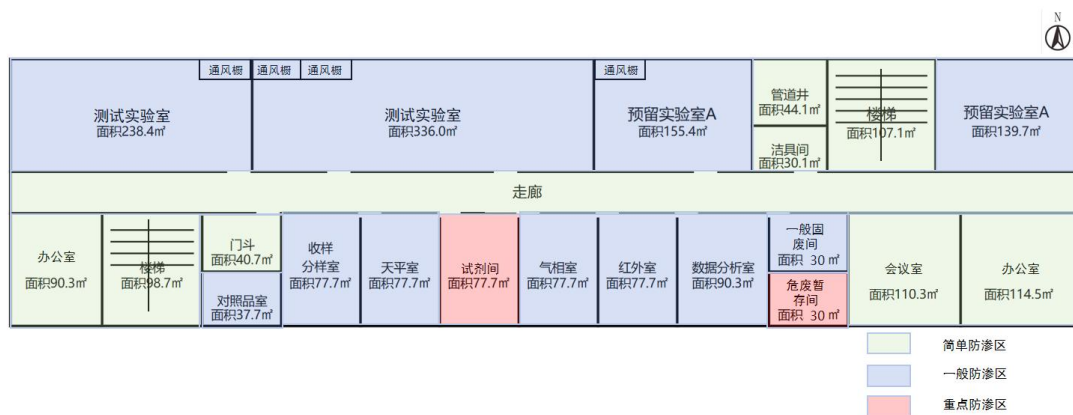 N
通风橱 通风橱 通风橱 通风橱
测试实验室
面积238.4㎡
测试实验室
面积336.0㎡
预留实验室A
面积155.4㎡
管道井
面积44.1㎡
洁具间
面积30.1㎡
楼梯
面积107.1㎡
预留实验室A
面积139.7㎡
走廊
办公室
面积90.3㎡
楼梯
面积98.7㎡
门斗
面积40.7㎡
对照品室
面积37.7㎡
收样
分样室
面积77.7㎡
天平室
面积77.7㎡
试剂间
面积77.7㎡
气相室
面积77.7㎡
红外室
面积77.7㎡
数据分析室
面积90.3㎡
一般固
废间
面积 30㎡
危废暂
存间
面积 30㎡
会议室
面积110.3㎡
办公室
面积114.5㎡
简单防渗区
一般防渗区
重点防渗区